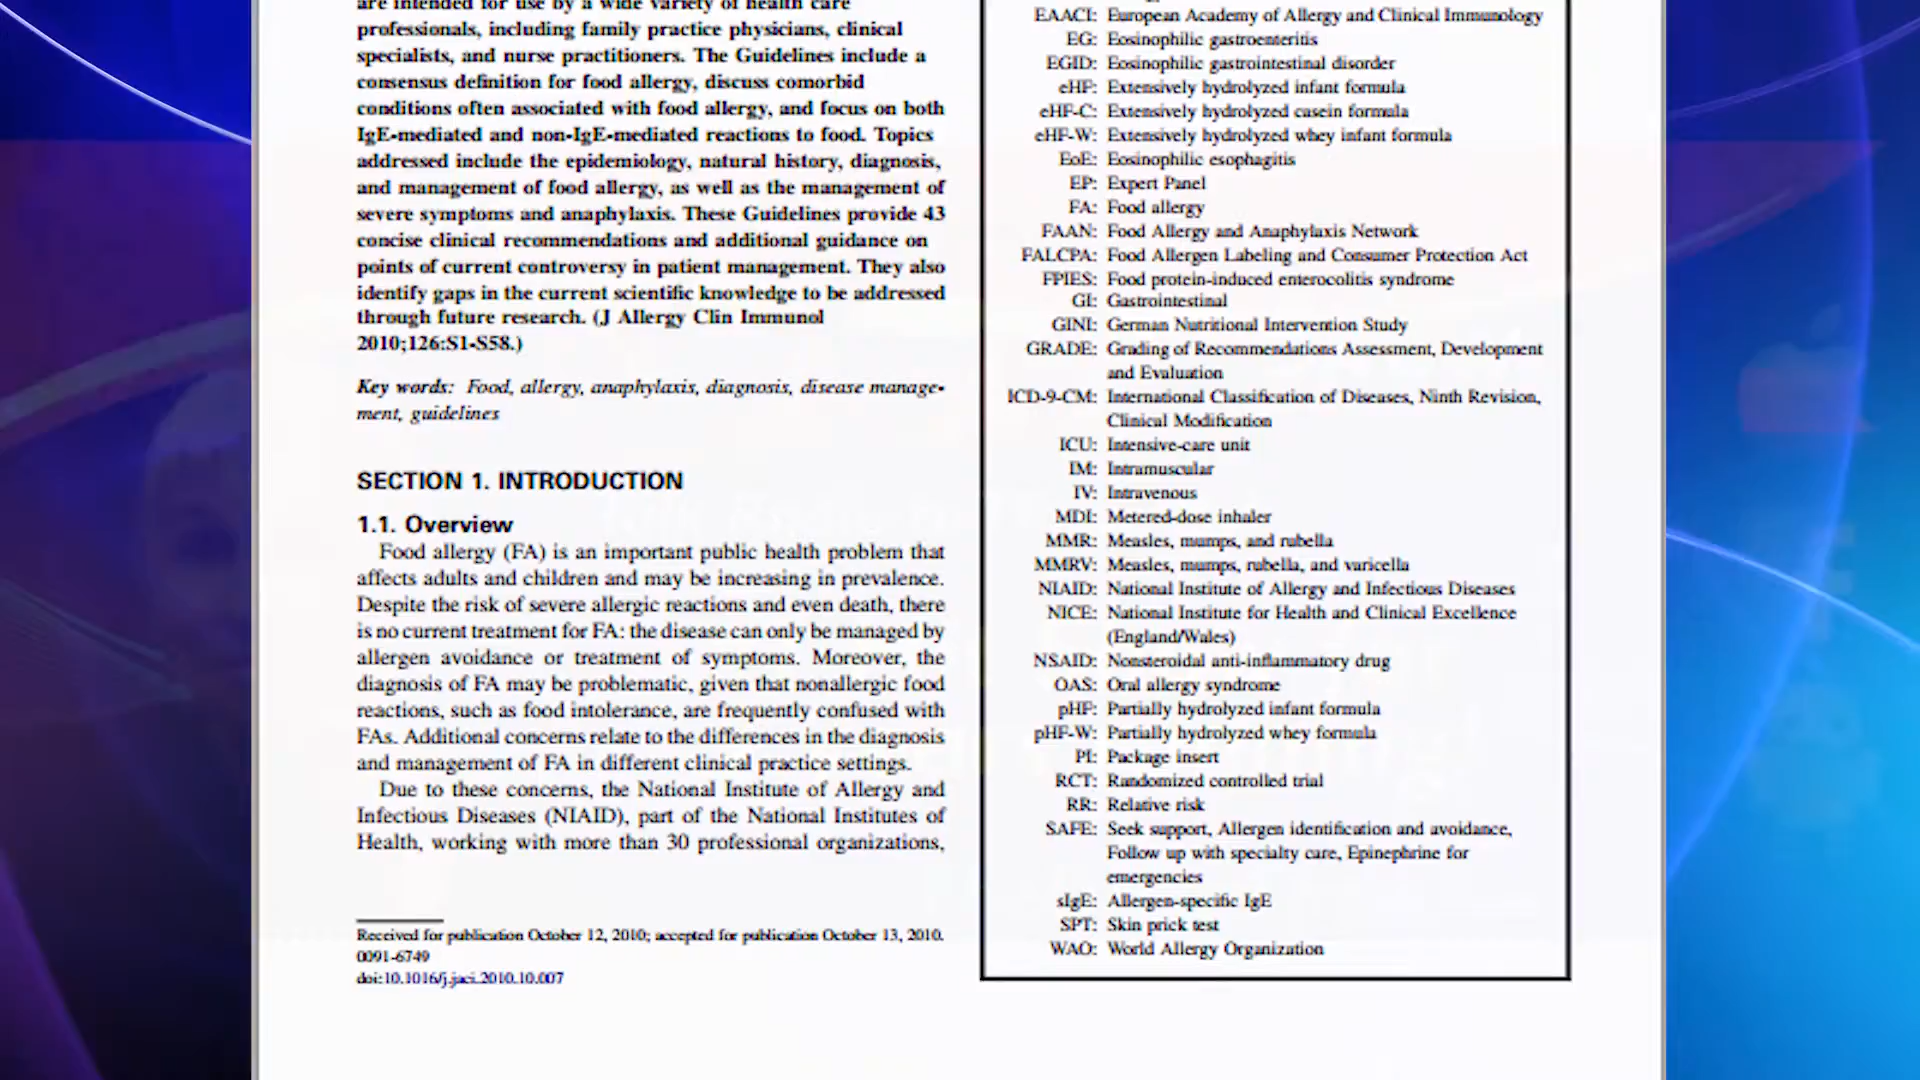 are intended for use by a wide variety of health care
professionals, including family practice physicians, clinical
specialists, and nurse practitioners. The Guidelines include a
consensus definition for food allergy, discuss comorbid
conditions often associated with food allergy, and focus on both
IgE-mediated and non-IgE-mediated reactions to food. Topics
addressed include the epidemiology, natural history, diagnosis,
and management of food allergy, as well as the management of
severe symptoms and anaphylaxis. These Guidelines provide 43
concise clinical recommendations and additional guidance on
points of current controversy in patient management. They also
identify gaps in the current scientific knowledge to be addressed
through future research. (J Allergy Clin Immunol
2010;126:S1-S58.)
Key words: Food, allergy, anaphylaxis, diagnosis, disease manage-
ment, guidelines
SECTION 1. INTRODUCTION
1.1. Overview
Food allergy (FA) is an important public health problem that
affects adults and children and may be increasing in prevalence.
Despite the risk of severe allergic reactions and even death, there
is no current treatment for FA: the disease can only be managed by
allergen avoidance or treatment of symptoms. Moreover, the
diagnosis of FA may be problematic, given that nonallergic food
reactions, such as food intolerance, are frequently confused with
FAs. Additional concerns relate to the differences in the diagnosis
and management of FA in different clinical practice settings.
Due to these concerns, the National Institute of Allergy and
Infectious Diseases (NIAID), part of the National Institutes of
Health, working with more than 30 professional organizations,
Received for publication October 12, 2010; accepted for publication October 13, 2010.
0091-6749
doi:10.1016/j.jaci.2010.10.007
EAACI: European Academy of Allergy and Clinical Immunology
EG: Eosinophilic gastroenteritis
EGID: Eosinophilic gastrointestinal disorder
eHF: Extensively hydrolyzed infant formula
eHF-C: Extensively hydrolyzed casein formula
eHF-W: Extensively hydrolyzed whey infant formula
EoE: Eosinophilic esophagitis
EP: Expert Panel
FA: Food allergy
FAAN: Food Allergy and Anaphylaxis Network
FALCPA: Food Allergen Labeling and Consumer Protection Act
FPIES: Food protein-induced enterocolitis syndrome
GI: Gastrointestinal
GINI: German Nutritional Intervention Study
GRADE: Grading of Recommendations Assessment, Development
and Evaluation
ICD-9-CM: International Classification of Diseases, Ninth Revision,
Clinical Modification
ICU: Intensive-care unit
IM: Intramuscular
IV: Intravenous
MDI: Metered-dose inhaler
MMR: Measles, mumps, and rubella
MMRV: Measles, mumps, rubella, and varicella
NIAID: National Institute of Allergy and Infectious Diseases
NICE: National Institute for Health and Clinical Excellence
(England/Wales)
NSAID: Nonsteroidal anti-inflammatory drug
OAS: Oral allergy syndrome
pHF: Partially hydrolyzed infant formula
pHF-W: Partially hydrolyzed whey formula
PI: Package insert
RCT: Randomized controlled trial
RR: Relative risk
SAFE: Seek support, Allergen identification and avoidance,
Follow up with specialty care, Epinephrine for
emergencies
sIgE: Allergen-specific IgE
SPT: Skin prick test
WAO: World Allergy Organization